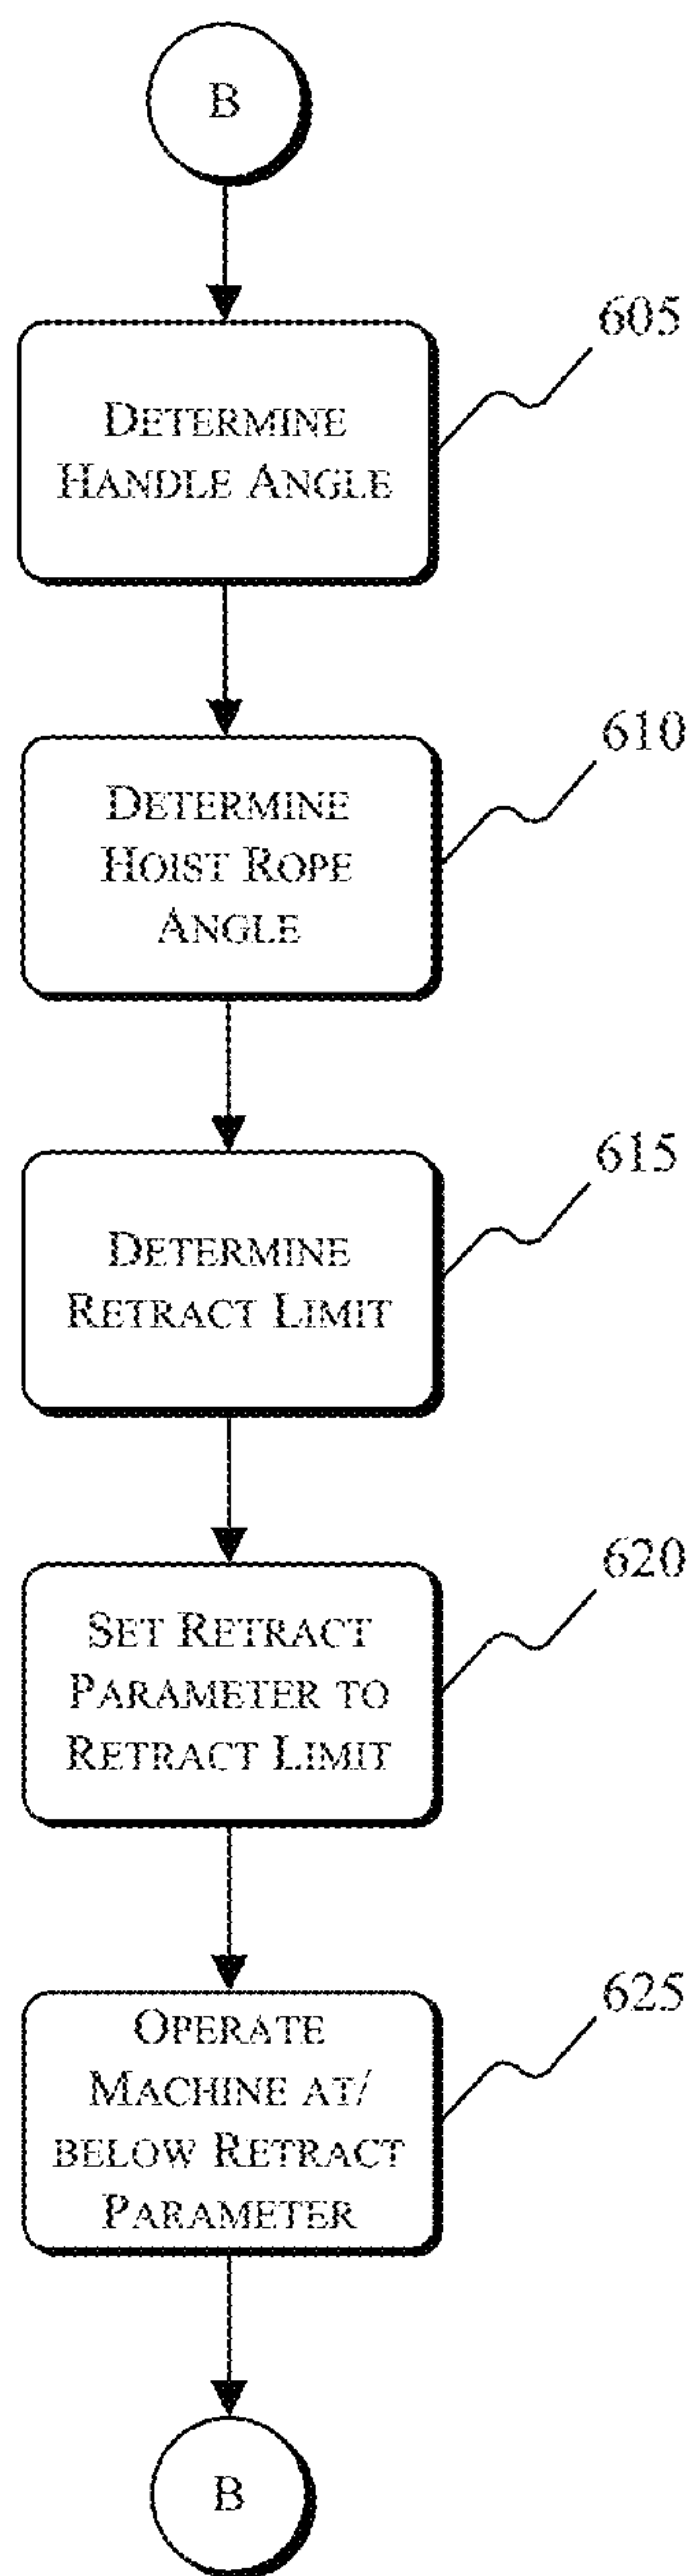 B
605
DETERMINE
HANDLE ANGLE
610
DETERMINE
HOIST ROPE
ANGLE
615
DETERMINE
RETRACT LIMIT
620
SET RETRACT
PARAMETER TO
RETRACT LIMIT
625
OPERATE
MACHINE AT/
BELOW RETRACT
PARAMETER
B